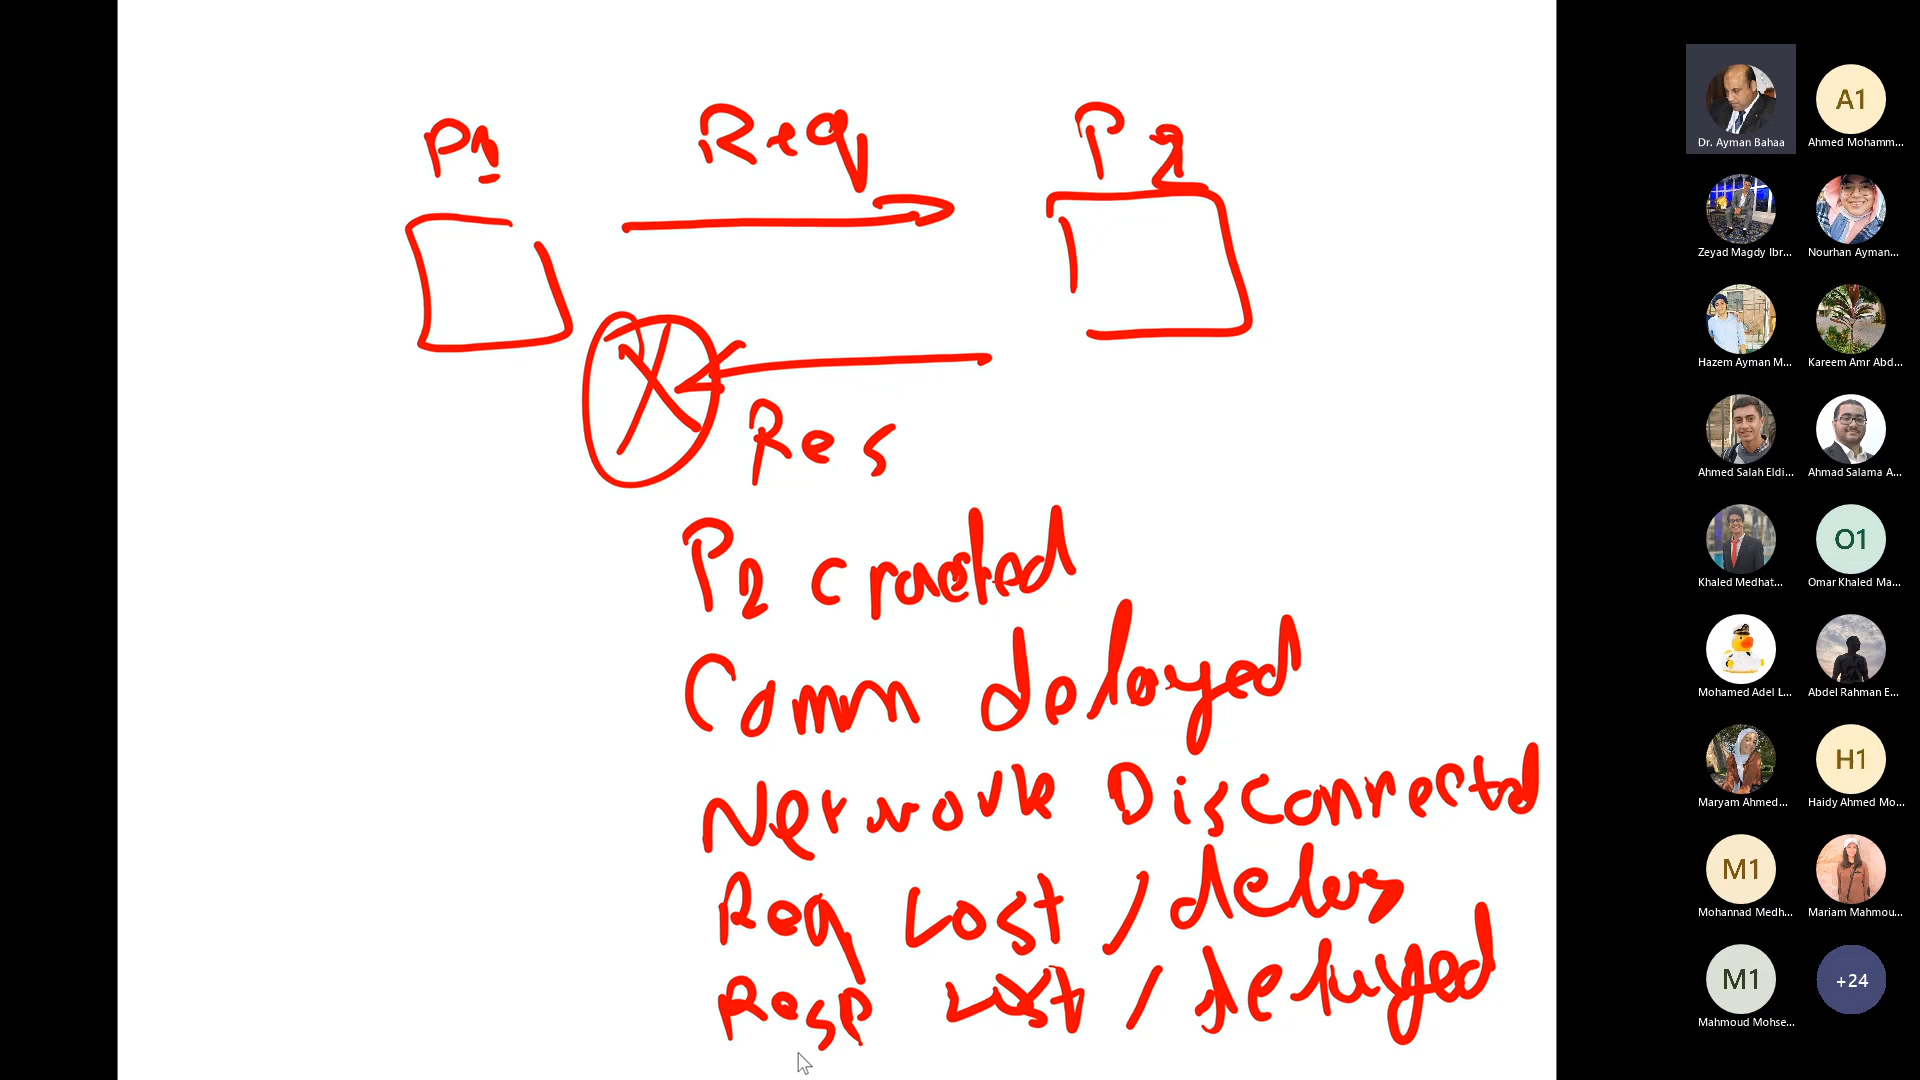 P1 Req P2
Res
P2 crashed
Comm delayed
Network Disconnected
Req Lost / delay
Resp Lost / delayed
Dr. Ayman Bahaa
A1
Ahmed Mohamm...
Zeyad Magdy Ibr...
Nourhan Ayman...
Hazem Ayman M...
Kareem Amr Abd...
Ahmed Salah Eldi...
Ahmad Salama A...
Khaled Medhat...
O1
Omar Khaled Ma...
Mohamed Adel L...
Abdel Rahman E...
Maryam Ahmed...
H1
Haidy Ahmed Mo...
M1
Mohannad Medh...
Mariam Mahmou...
M1
Mahmoud Mohse...
+24